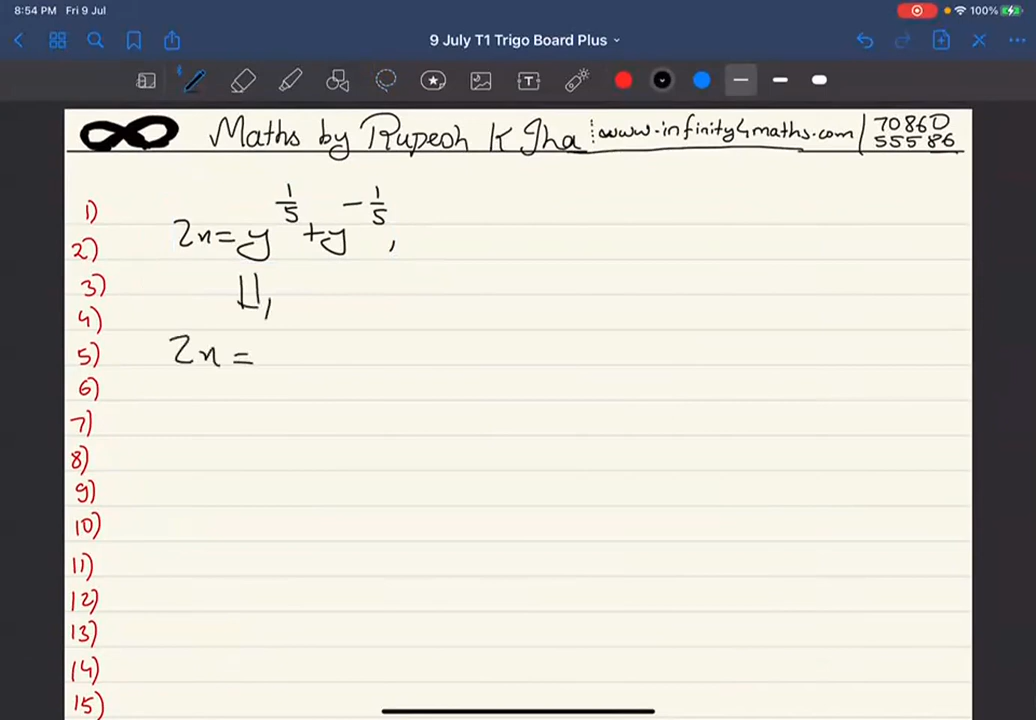 8:54 PM Fri 9 Jul 100%
9 July T1 Trigo Board Plus
Maths by Rupesh K Jha www.infinity4maths.com / 70860 55586
1)
2) 2x = y^(1/5) + y^(-1/5),
3) ||,
4)
5) 2x =
6)
7)
8)
9)
10)
11)
12)
13)
14)
15)